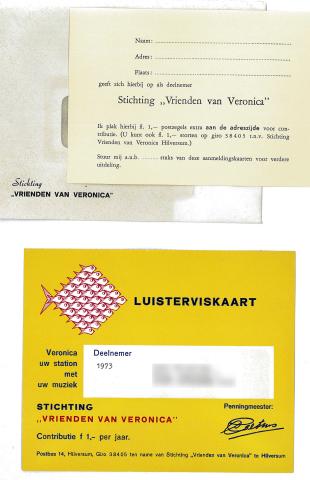 Naam:
Adres:
Plaats:
geeft zich hierbij op als deelnemer
Stichting „Vrienden van Veronica"
Ik plak hierbij f. 1,— postzegels extra aan de adreszijde voor con-
tributie. (U kunt ook f. 1,— storten op giro 38405 t.n.v. Stichting
Vrienden van Veronica Hilversum.)
Stuur mij a.u.b. ........ stuks van deze aanmeldingskaarten voor verdere
uitdeling.
Stichting
„VRIENDEN VAN VERONICA"
LUISTERVISKAART
Veronica
uw station
met
uw muziek
Deelnemer
1973
STICHTING
„VRIENDEN VAN VERONICA"
Contributie f 1,- per jaar.
Penningmeester:
Postbus 14, Hilversum, Giro 38405 ten name van Stichting „Vrienden van Veronica" te Hilversum